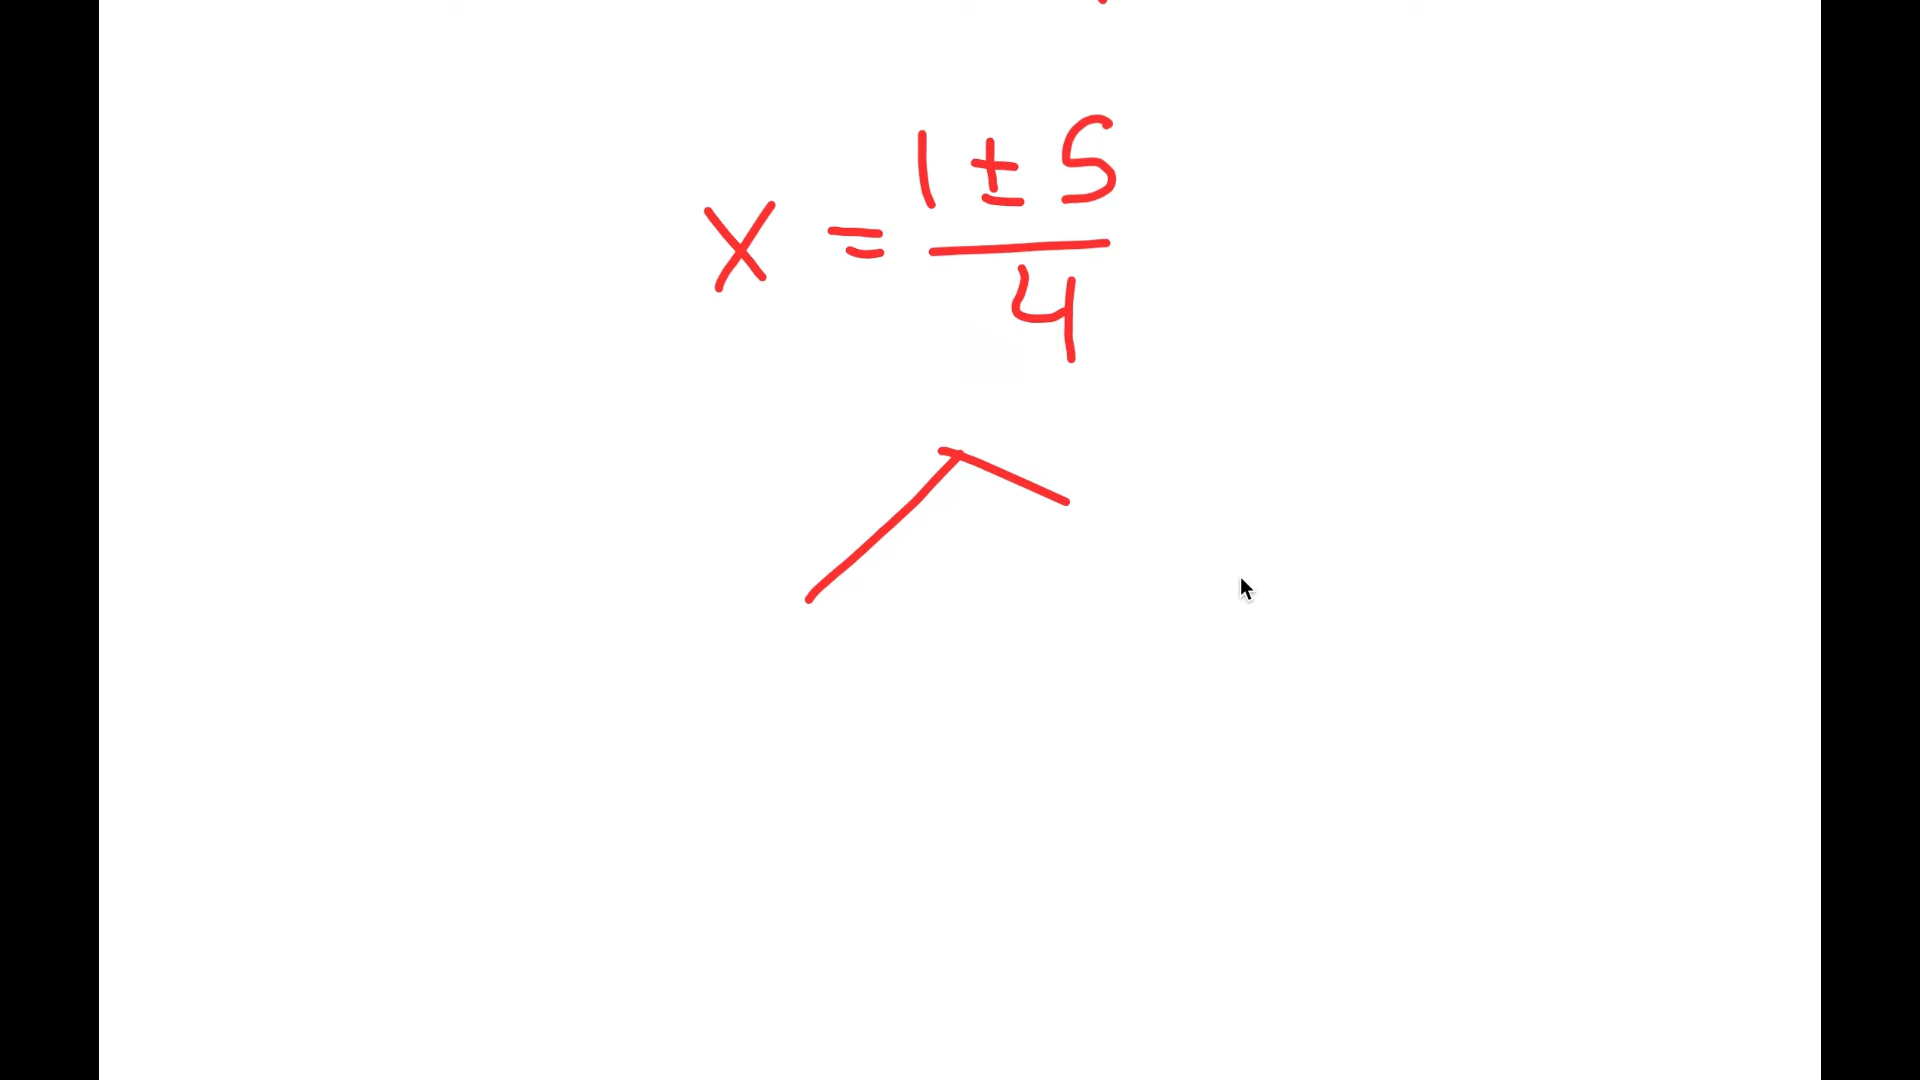 x = (1 ± 5)/4